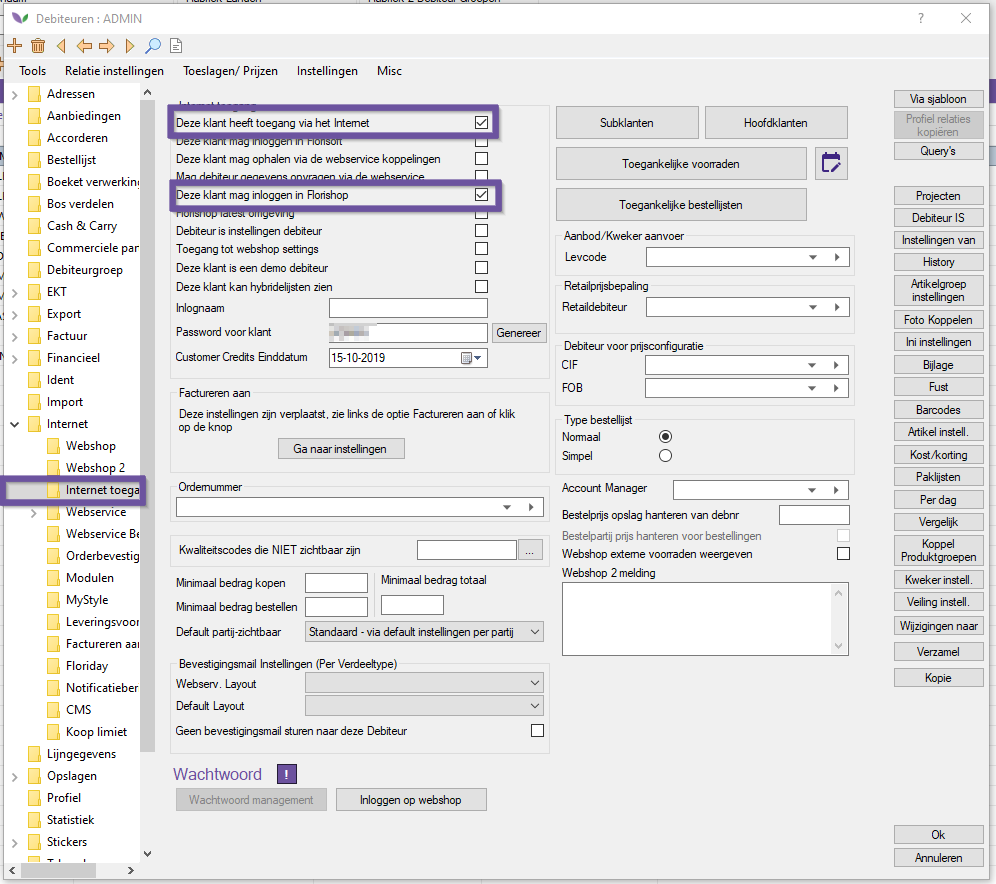 Debiteuren : ADMIN
?
Tools
Relatie instellingen
Toeslagen/ Prijzen
Instellingen
Misc
Adressen
Aanbiedingen
Accorderen
Bestellijst
Boeket verwerking
Bos verdelen
Cash & Carry
Commerciele par
Debiteurgroep
EKT
Export
Factuur
Financieel
Ident
Import
Internet
Webshop
Webshop 2
Internet toega
Webservice
Webservice Be
Orderbevestig
Modulen
MyStyle
Leveringsvoor
Factureren aan
Floriday
Notificatieber
CMS
Koop limiet
Lijngegevens
Opslagen
Profiel
Statistiek
Stickers
Internet toegang
Deze klant heeft toegang via het Internet
Deze klant mag inloggen in Florisoft
Deze klant mag ophalen via de webservice koppelingen
Mag debiteur gegevens opvragen via de webservice
Deze klant mag inloggen in Florishop
Florishop latest omgeving
Debiteur is instellingen debiteur
Toegang tot webshop settings
Deze klant is een demo debiteur
Deze klant kan hybridelijsten zien
Inlognaam
Password voor klant
Genereer
Customer Credits Einddatum
15-10-2019
Factureren aan
Deze instellingen zijn verplaatst, zie links de optie Factureren aan of klik
op de knop
Ga naar instellingen
Ordernummer
Kwaliteitscodes die NIET zichtbaar zijn
...
Minimaal bedrag kopen
Minimaal bedrag totaal
Minimaal bedrag bestellen
Default partij-zichtbaar
Standaard - via default instellingen per partij
Bevestigingsmail Instellingen (Per Verdeeltype)
Webserv. Layout
Default Layout
Geen bevestigingsmail sturen naar deze Debiteur
Wachtwoord
!
Wachtwoord management
Inloggen op webshop
Subklanten
Hoofdklanten
Toegankelijke voorraden
Toegankelijke bestellijsten
Aanbod/Kweker aanvoer
Levcode
Retailprijsbepaling
Retaildebiteur
Debiteur voor prijsconfiguratie
CIF
FOB
Type bestellijst
Normaal
Simpel
Account Manager
Bestelprijs opslag hanteren van debnr
Bestelpartij prijs hanteren voor bestellingen
Webshop externe voorraden weergeven
Webshop 2 melding
Via sjabloon
Profiel relaties
kopiëren
Query's
Projecten
Debiteur IS
Instellingen van
History
Artikelgroep
instellingen
Foto Koppelen
Ini instellingen
Bijlage
Fust
Barcodes
Artikel instell.
Kost/korting
Paklijsten
Per dag
Vergelijk
Koppel
Produktgroepen
Kweker instell.
Veiling instell.
Wijzigingen naar
Verzamel
Kopie
Ok
Annuleren